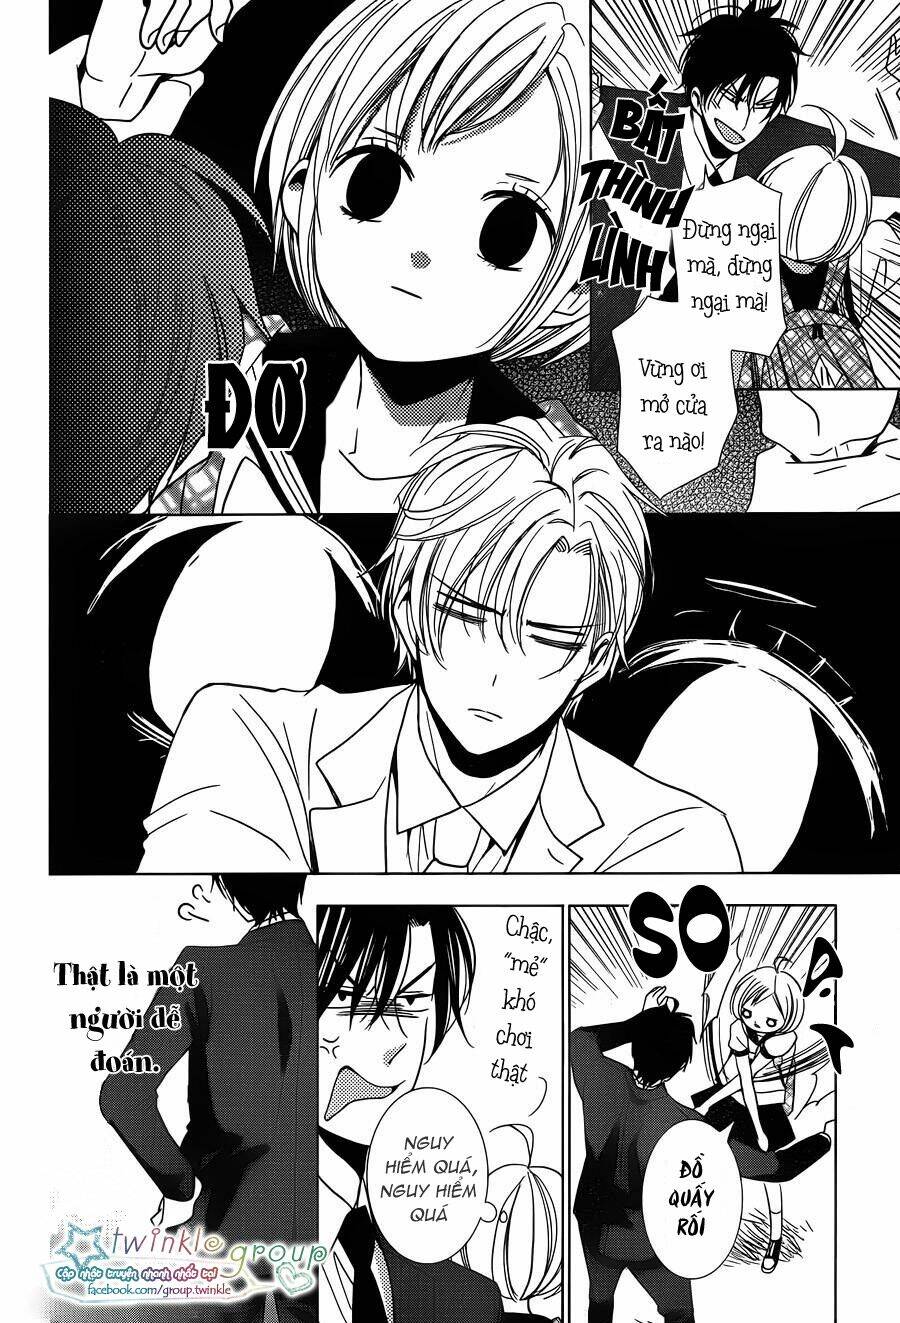 BẤT
THÌNH
LÌNH
Đừng ngại
mà, đừng
ngại mà!
Vừng ơi
mở cửa
ra nào!
ĐƠ
SO
ĐỒ
QUẤY
RỐI
Chậc,
"mẻ"
khó
chơi
thật
NGUY
HIỂM QUÁ,
NGUY HIỂM
QUÁ
Thật là một
người dễ
đoán.
twinkle group
Cập nhật truyện nhanh nhất tại
facebook.com/group.twinkle